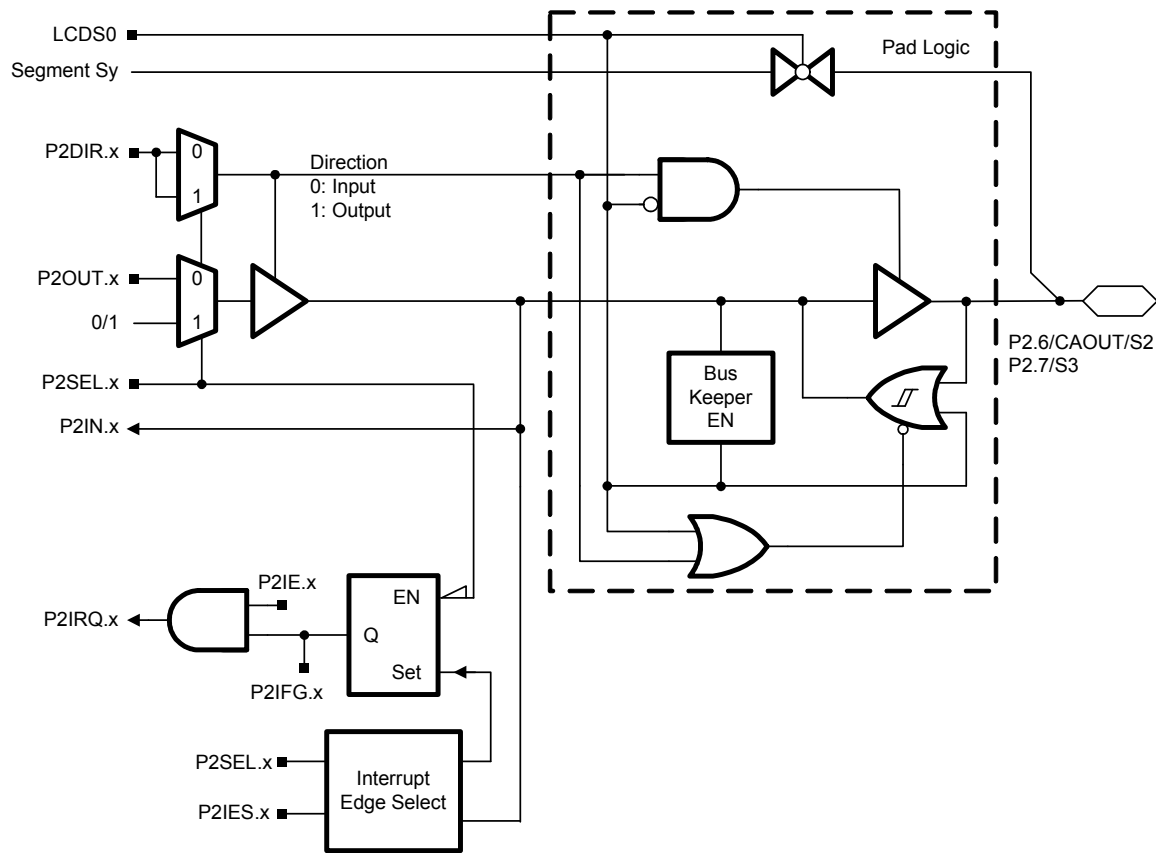 LCDS0
Pad Logic
Segment Sy
P2DIR.x
0
1
Direction
0: Input
1: Output
P2OUT.x
0
0/1
1
P2SEL.x
P2IN.x
Bus
Keeper
EN
P2.6/CAOUT/S2
P2.7/S3
P2IE.x
P2IRQ.x
EN
Q
Set
P2IFG.x
P2SEL.x
P2IES.x
Interrupt
Edge Select